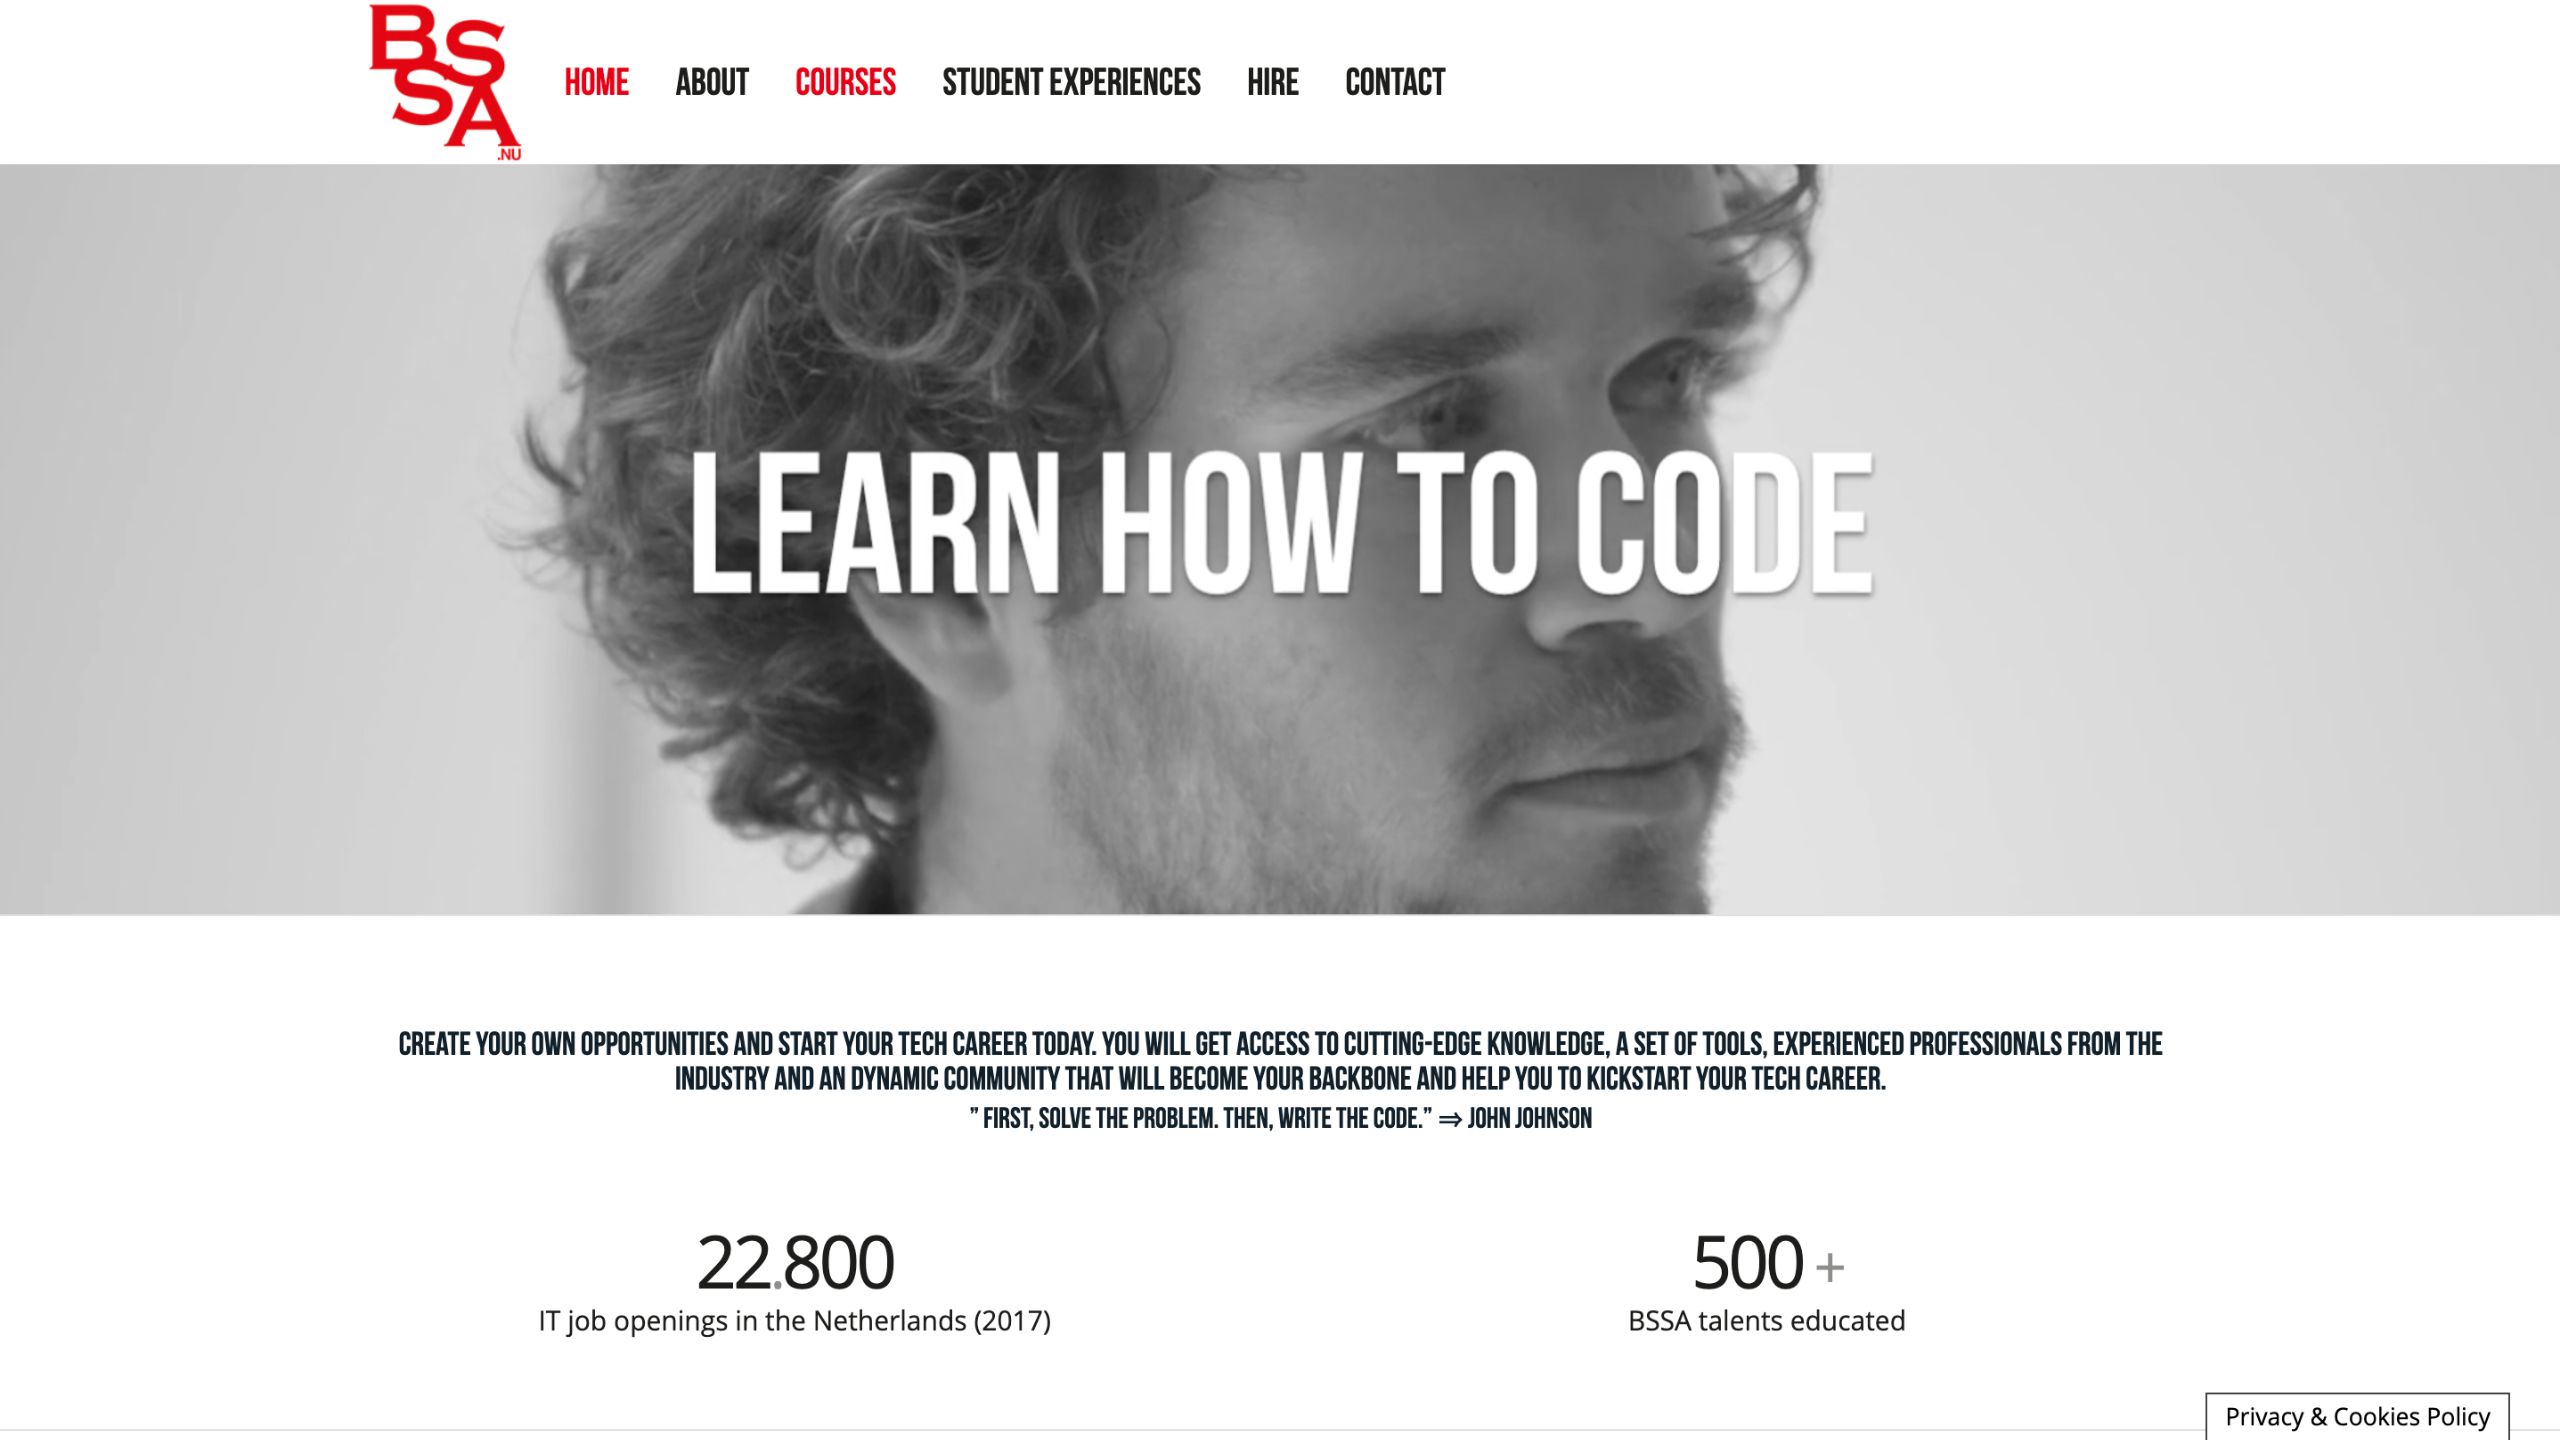 BSSA
.NU
HOME ABOUT COURSES STUDENT EXPERIENCES HIRE CONTACT
LEARN HOW TO CODE
CREATE YOUR OWN OPPORTUNITIES AND START YOUR TECH CAREER TODAY. YOU WILL GET ACCESS TO CUTTING-EDGE KNOWLEDGE, A SET OF TOOLS, EXPERIENCED PROFESSIONALS FROM THE
INDUSTRY AND AN DYNAMIC COMMUNITY THAT WILL BECOME YOUR BACKBONE AND HELP YOU TO KICKSTART YOUR TECH CAREER.
” FIRST, SOLVE THE PROBLEM. THEN, WRITE THE CODE.” ⇒ JOHN JOHNSON
22.800
IT job openings in the Netherlands (2017)
500 +
BSSA talents educated
Privacy & Cookies Policy